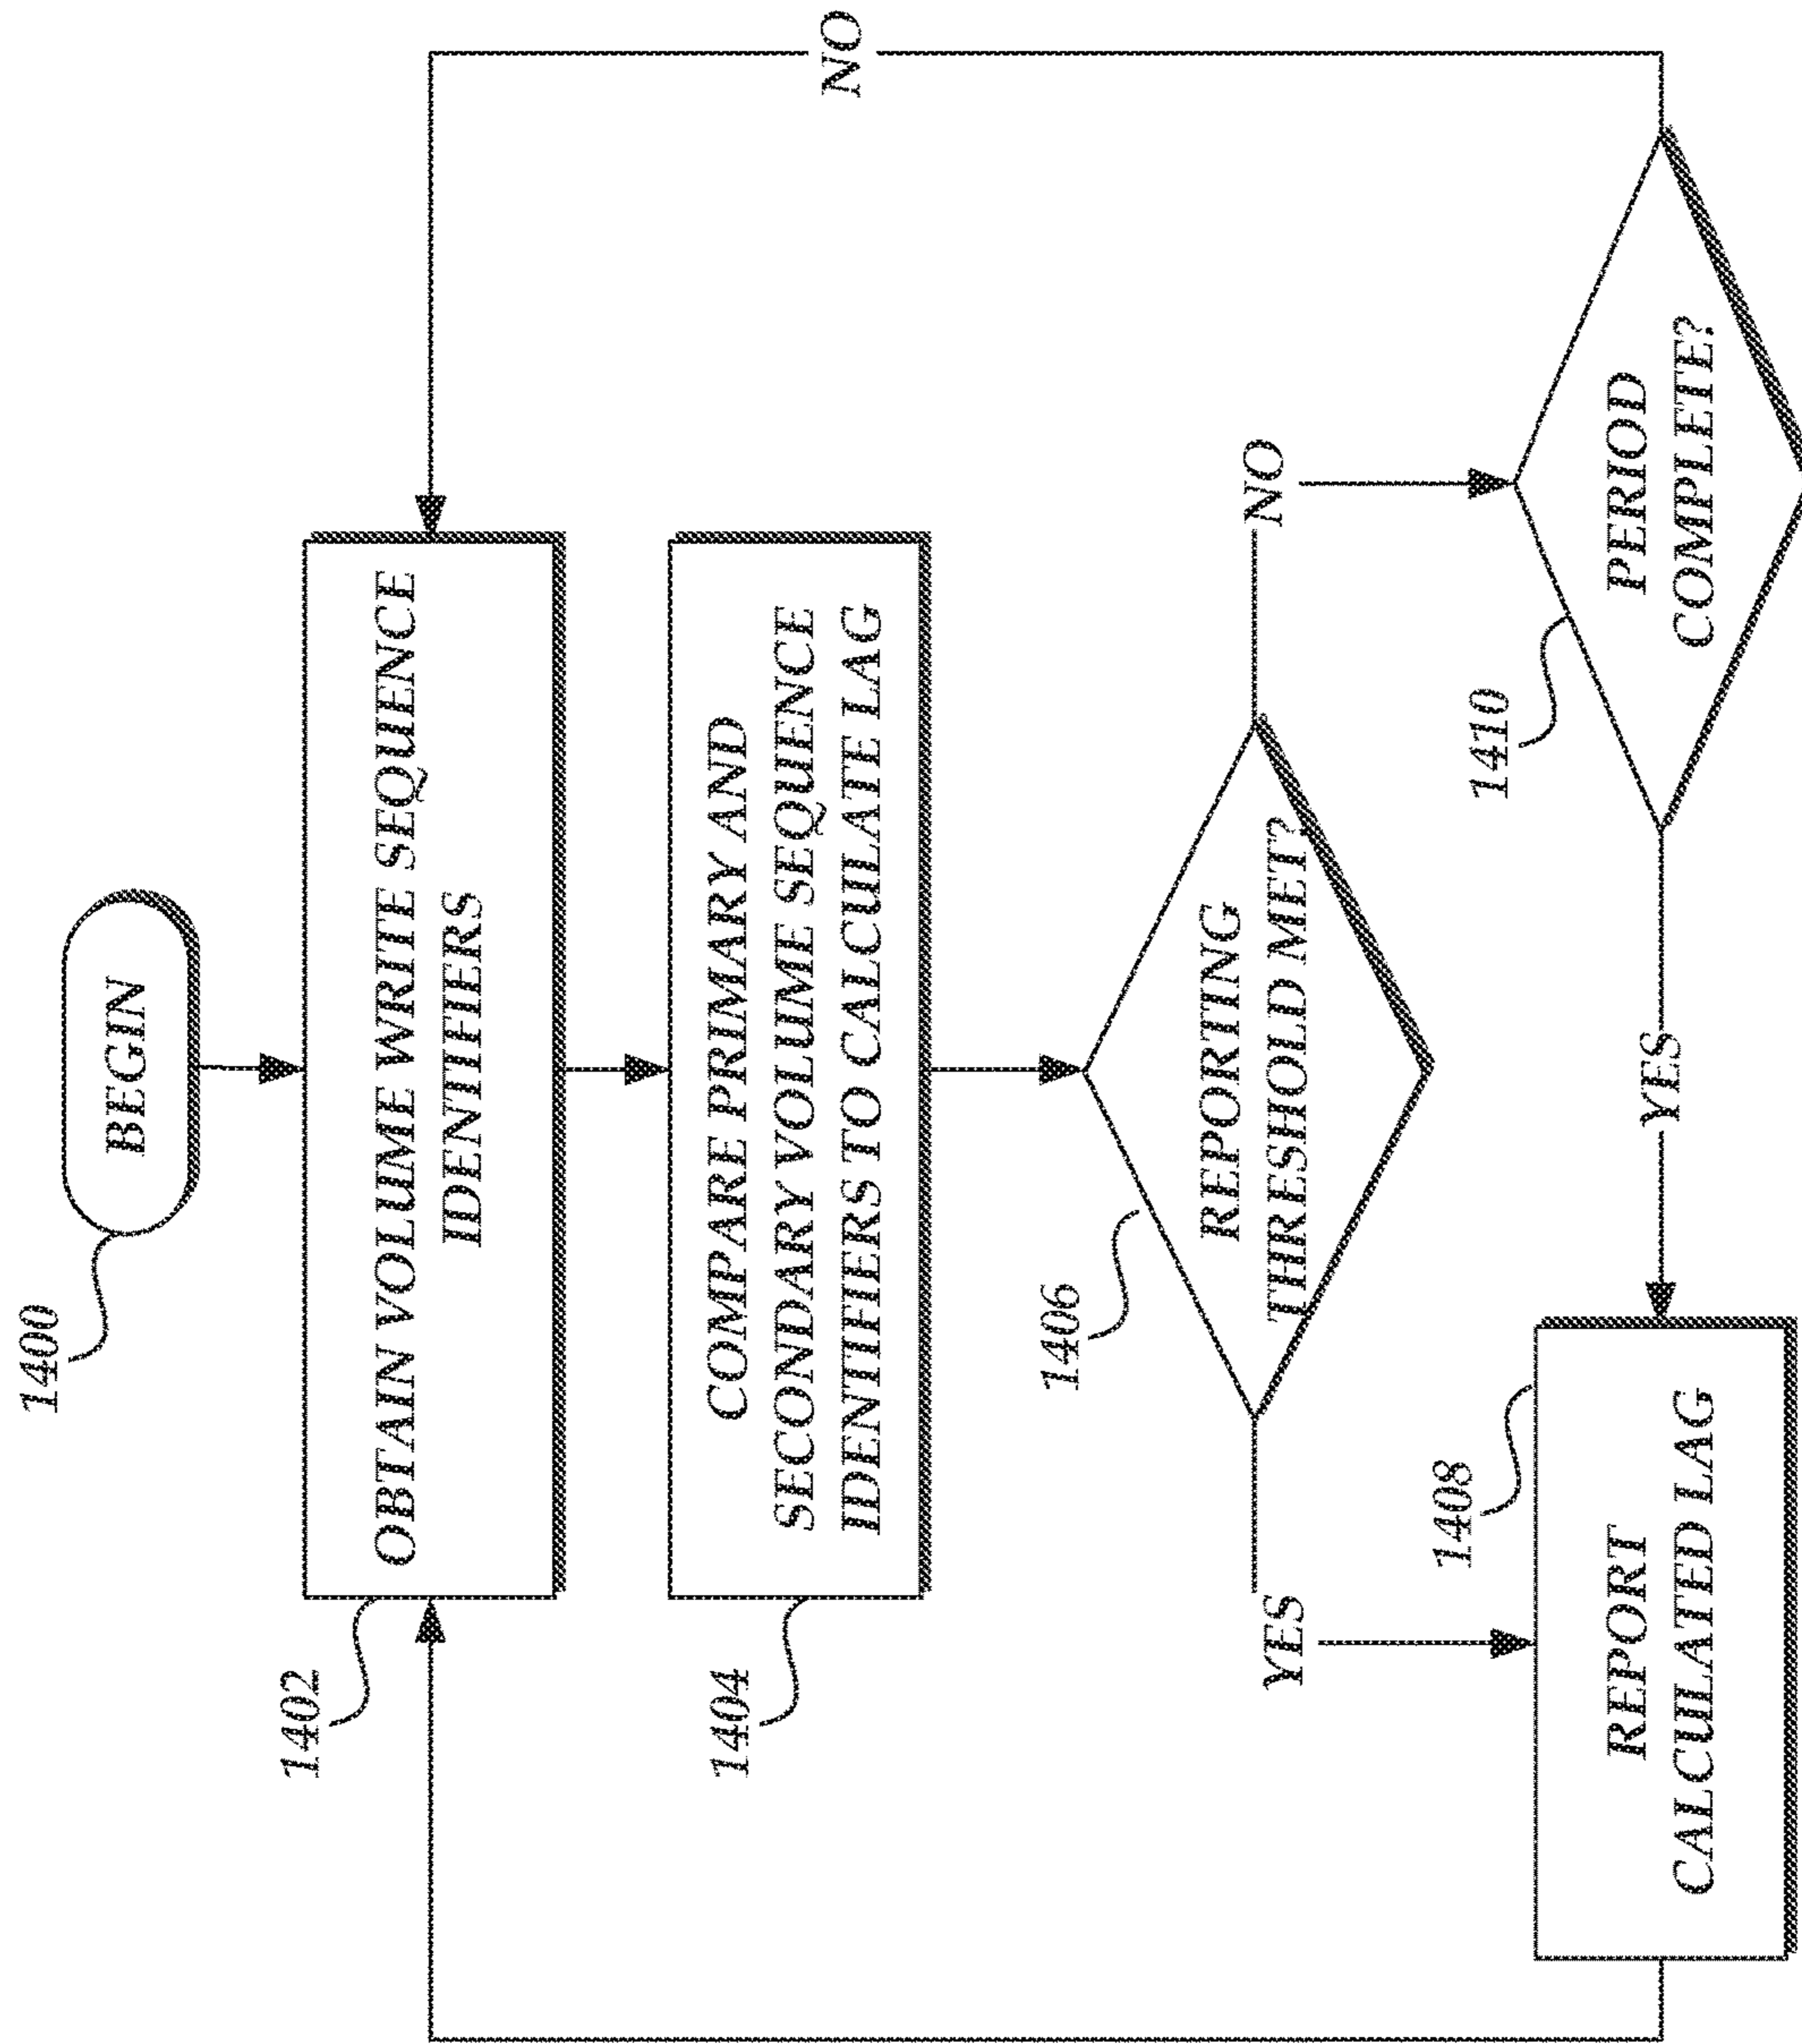 1400
BEGIN
1402
OBTAIN VOLUME WRITE SEQUENCE
IDENTIFIERS
1404
COMPARE PRIMARY AND
SECONDARY VOLUME SEQUENCE
IDENTIFIERS TO CALCULATE LAG
NO
1406
REPORTING
THRESHOLD MET?
YES
NO
1408
REPORT
CALCULATED LAG
YES
1410
PERIOD
COMPLETE?